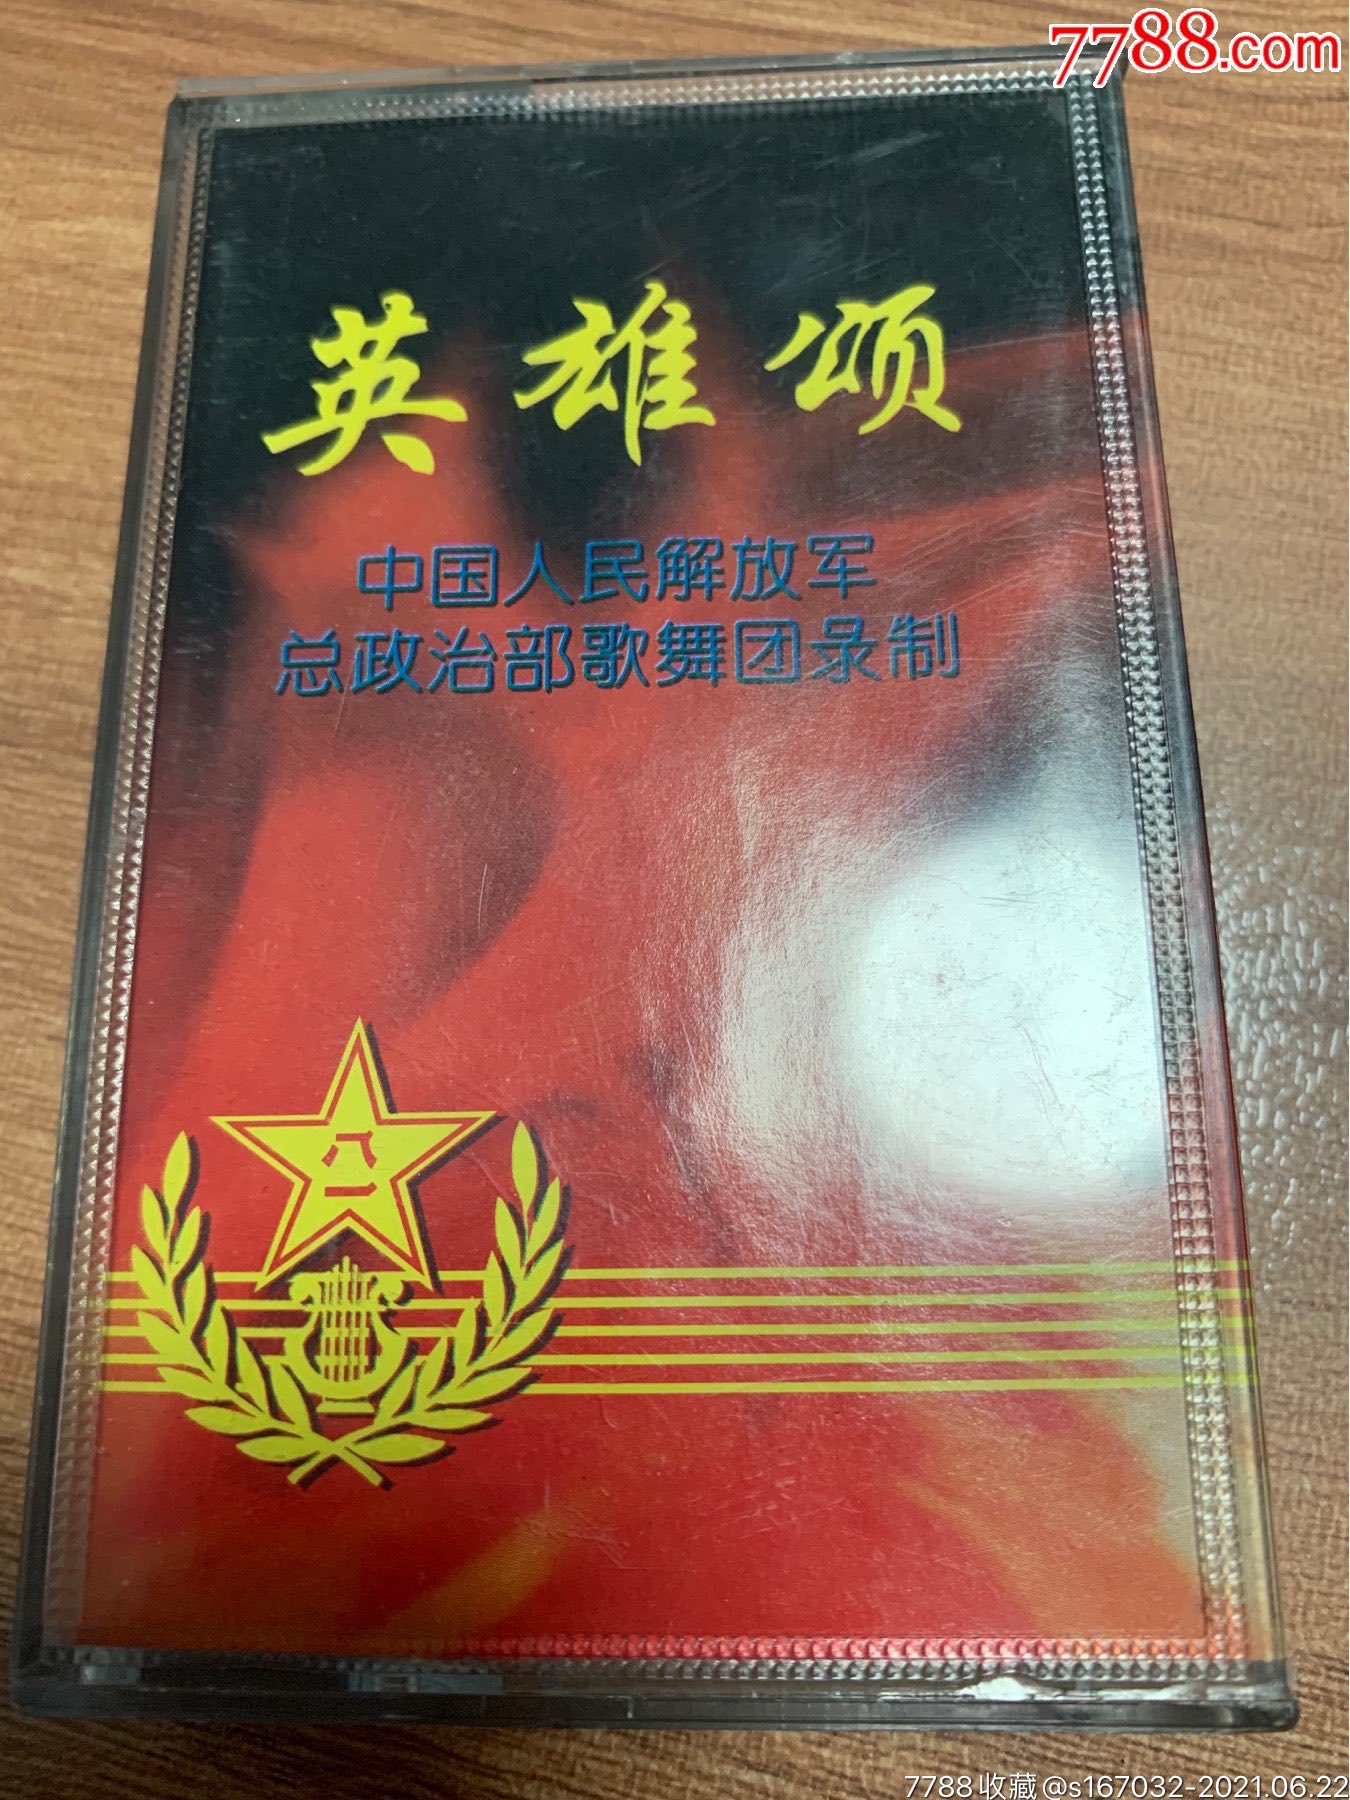 7788.com
英雄颂
中国人民解放军
总政治部歌舞团录制
八一
7788收藏@s167032-2021.06.22